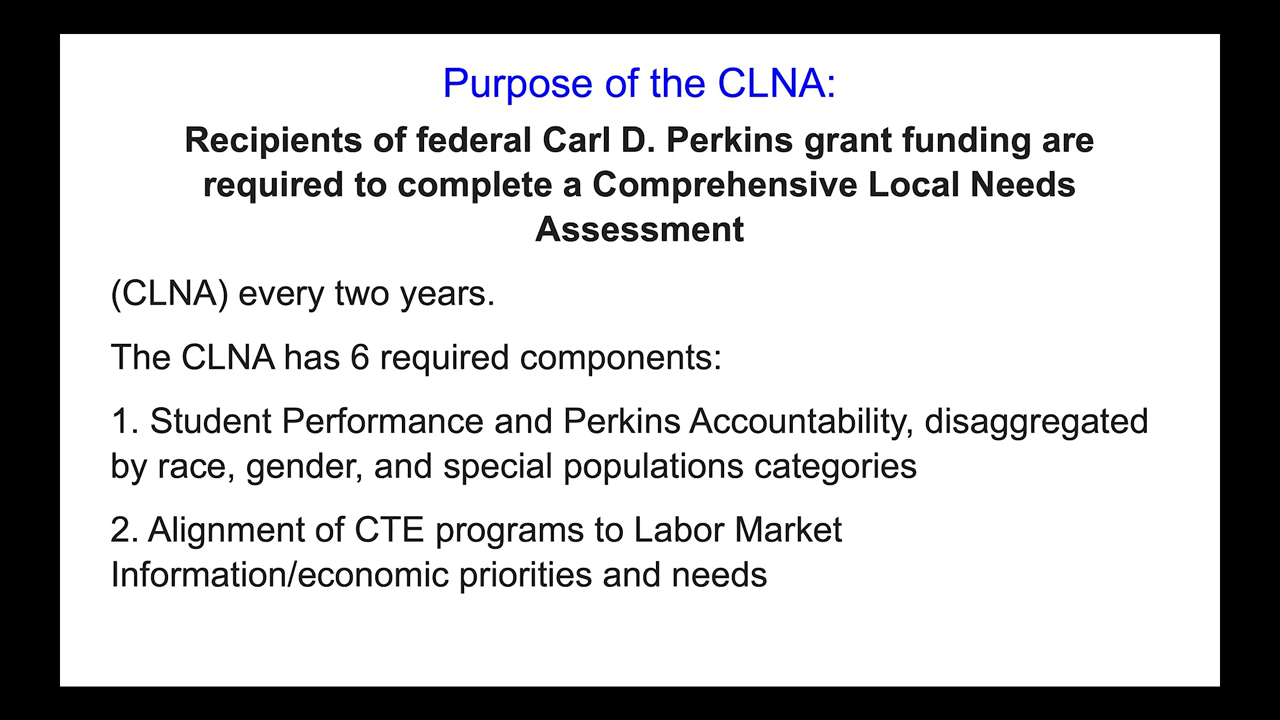 Purpose of the CLNA:
Recipients of federal Carl D. Perkins grant funding are
required to complete a Comprehensive Local Needs
Assessment
(CLNA) every two years.
The CLNA has 6 required components:
1. Student Performance and Perkins Accountability, disaggregated
by race, gender, and special populations categories
2. Alignment of CTE programs to Labor Market
Information/economic priorities and needs